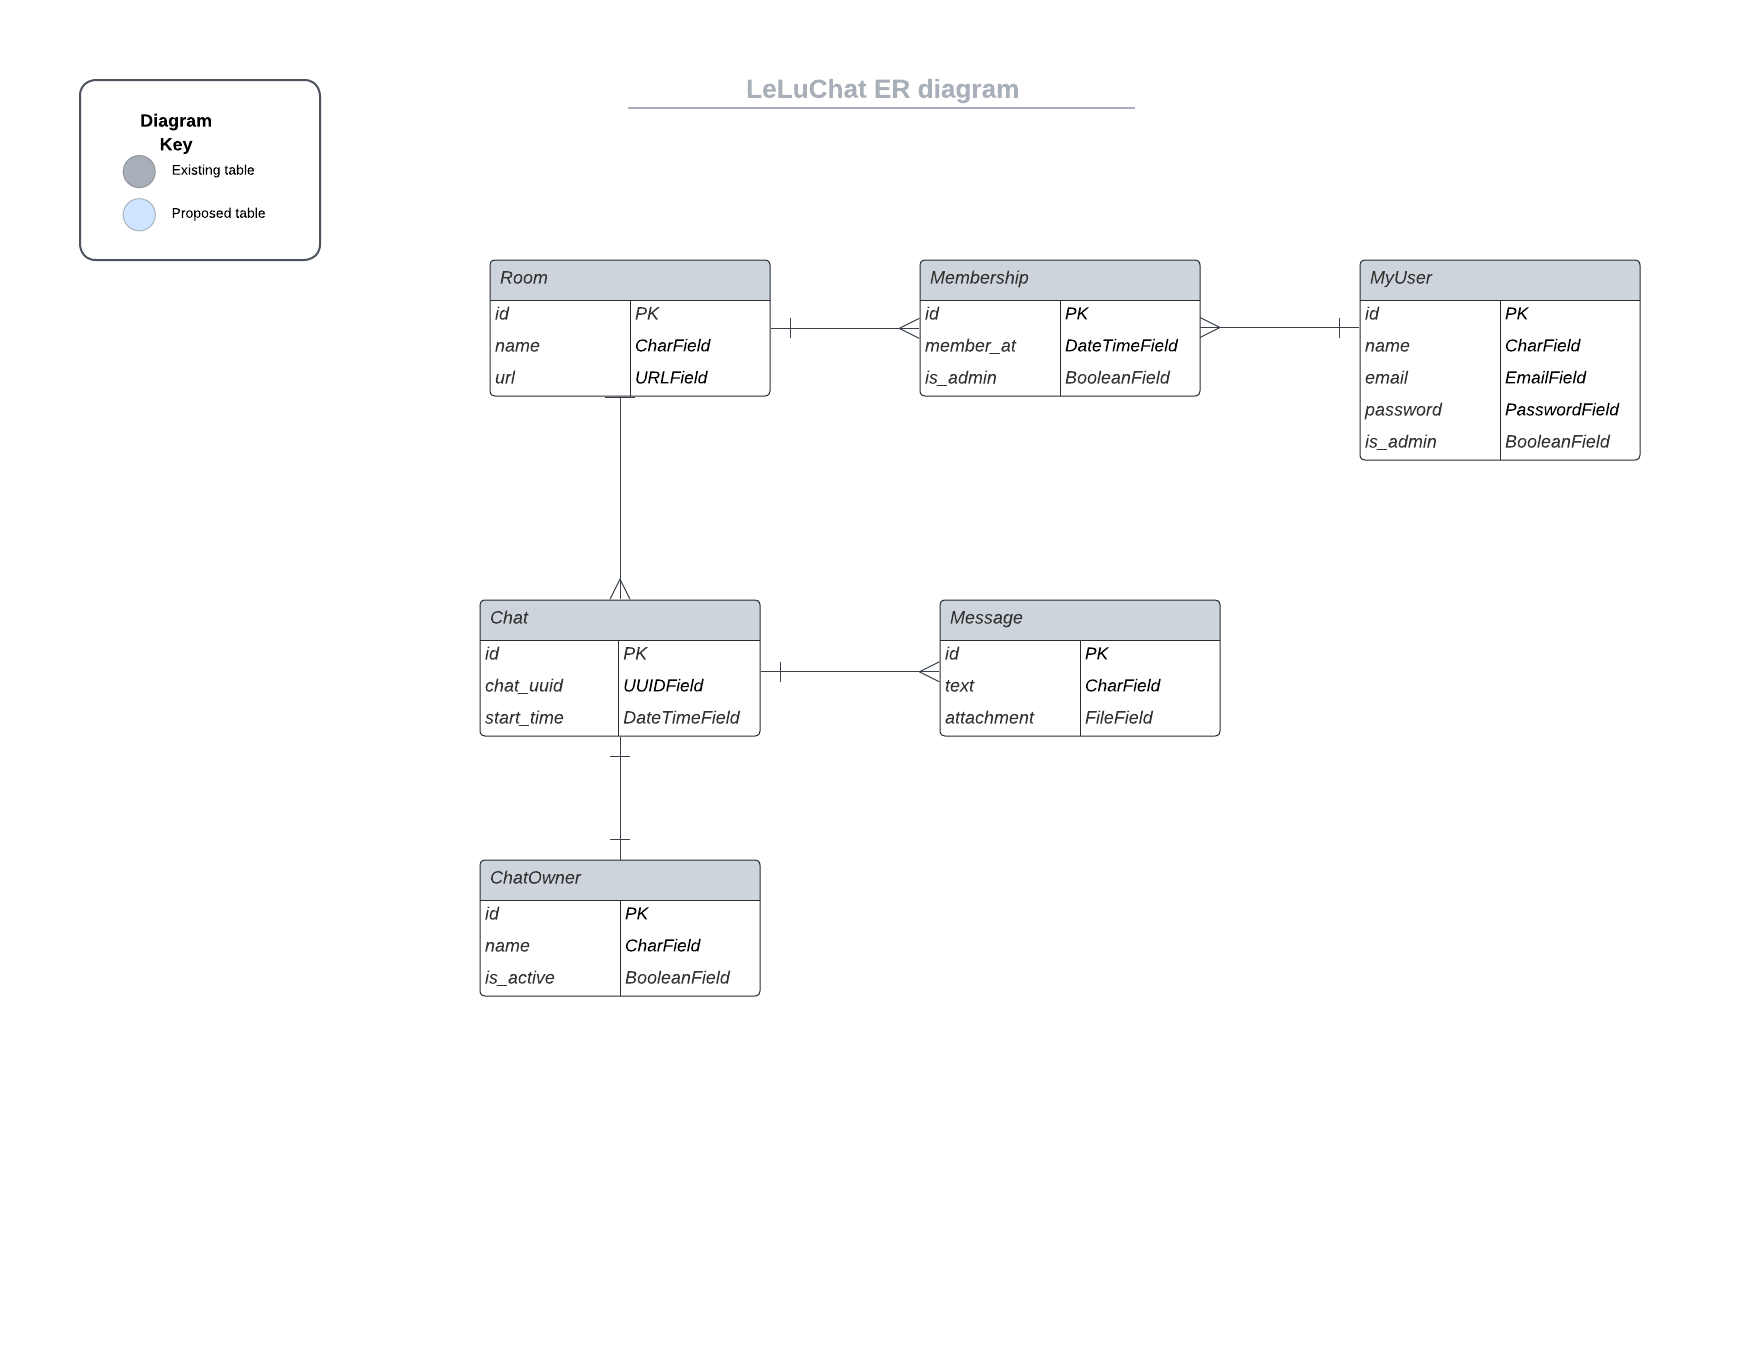 LeLuChat ER diagram
Diagram
Key
Existing table
Proposed table
Room
id PK
name CharField
url URLField
Membership
id PK
member_at DateTimeField
is_admin BooleanField
MyUser
id PK
name CharField
email EmailField
password PasswordField
is_admin BooleanField
Chat
id PK
chat_uuid UUIDField
start_time DateTimeField
Message
id PK
text CharField
attachment FileField
ChatOwner
id PK
name CharField
is_active BooleanField